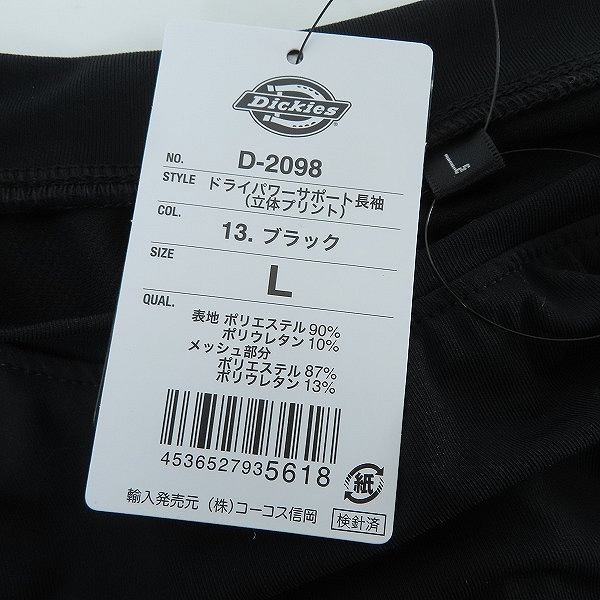 Dickies
NO. D-2098
STYLE ドライパワーサポート長袖
(立体プリント)
COL. 13. ブラック
SIZE L
QUAL.
表地 ポリエステル 90%
ポリウレタン 10%
メッシュ部分
ポリエステル 87%
ポリウレタン 13%
4536527935618
紙
輸入発売元 (株)コーコス信岡
検針済
L